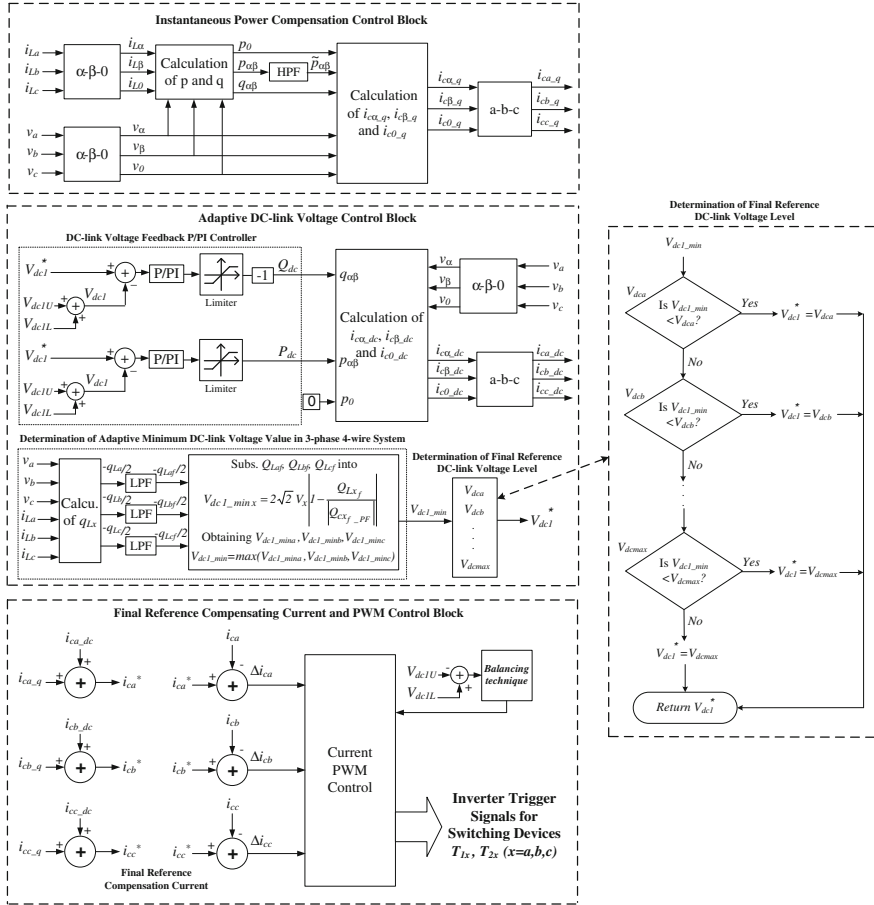 Instantaneous Power Compensation Control Block
i_La
i_Lb
i_Lc
α-β-0
i_Lα
i_Lβ
i_L0
Calculation
of p and q
p_0
p_αβ
HPF
p̃_αβ
q_αβ
v_a
v_b
v_c
α-β-0
v_α
v_β
v_0
Calculation
of i_cα_q, i_cβ_q
and i_c0_q
i_cα_q
i_cβ_q
i_c0_q
a-b-c
i_ca_q
i_cb_q
i_cc_q
Adaptive DC-link Voltage Control Block
DC-link Voltage Feedback P/PI Controller
V_dc1*
+
−
P/PI
Limiter
-1
Q_dc
V_dc1U
+
V_dc1L
+
V_dc1
V_dc1*
+
−
P/PI
Limiter
P_dc
V_dc1U
+
V_dc1L
+
V_dc1
0
q_αβ
Calculation of
i_cα_dc, i_cβ_dc
and i_c0_dc
p_αβ
p_0
v_α
v_β
v_0
α-β-0
v_a
v_b
v_c
i_cα_dc
i_cβ_dc
i_c0_dc
a-b-c
i_ca_dc
i_cb_dc
i_cc_dc
Determination of Adaptive Minimum DC-link Voltage Value in 3-phase 4-wire System
v_a
v_b
v_c
i_La
i_Lb
i_Lc
Calcu.
of q_Lx
-q_La/2
-q_Lb/2
-q_Lc/2
LPF
LPF
LPF
-q_Laf/2
-q_Lbf/2
-q_Lcf/2
Subs. Q_Laf, Q_Lbf, Q_Lcf into
V_dc1_min x = 2√2 V_x |1 − Q_Lx_f / |Q_cx_f_PF||
Obtaining V_dc1_mina, V_dc1_minb, V_dc1_minc
V_dc1_min=max(V_dc1_mina, V_dc1_minb, V_dc1_minc)
V_dc1_min
Determination of Final Reference
DC-link Voltage Level
V_dca
V_dcb
.
.
.
V_dcmax
V_dc1*
Determination of Final Reference
DC-link Voltage Level
V_dc1_min
V_dca
Is V_dc1_min
<V_dca?
Yes
V_dc1*=V_dca
No
V_dcb
Is V_dc1_min
<V_dcb?
Yes
V_dc1*=V_dcb
No
.
.
.
V_dcmax
No
Is V_dc1_min
<V_dcmax?
Yes
V_dc1*=V_dcmax
No
V_dc1*=V_dcmax
Return V_dc1*
Final Reference Compensating Current and PWM Control Block
i_ca_dc
+
i_ca_q
+
+
i_ca*
i_ca
-
i_ca*
+
+
Δi_ca
i_cb_dc
+
i_cb_q
+
+
i_cb*
i_cb
-
i_cb*
+
+
Δi_cb
i_cc_dc
+
i_cc_q
+
+
i_cc*
i_cc
-
i_cc*
+
+
Δi_cc
Final Reference
Compensation Current
Current
PWM
Control
V_dc1U
-
V_dc1L
+
+
Balancing
technique
Inverter Trigger
Signals for
Switching Devices
T_1x, T_2x (x=a,b,c)